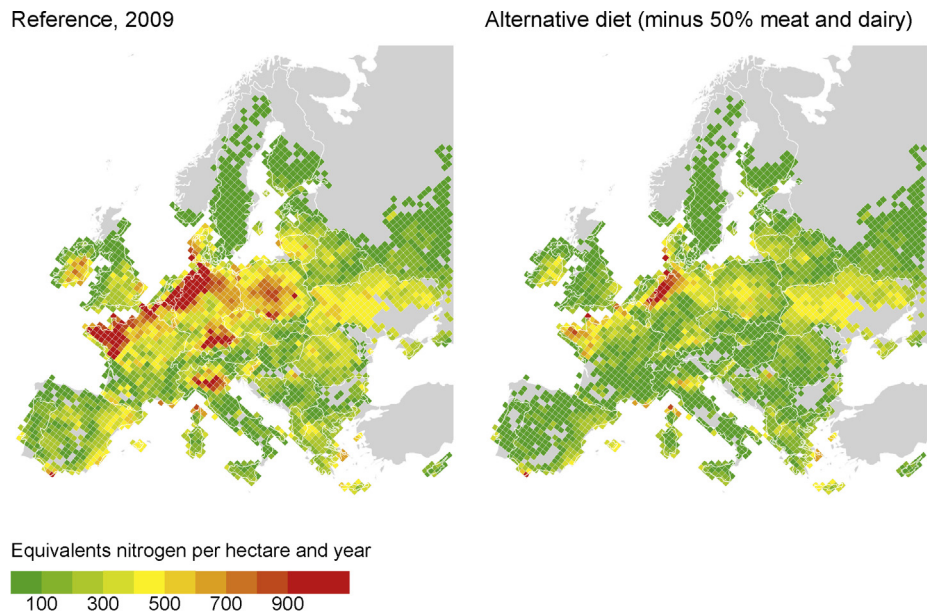 Reference, 2009
Alternative diet (minus 50% meat and dairy)
Equivalents nitrogen per hectare and year
100 300 500 700 900